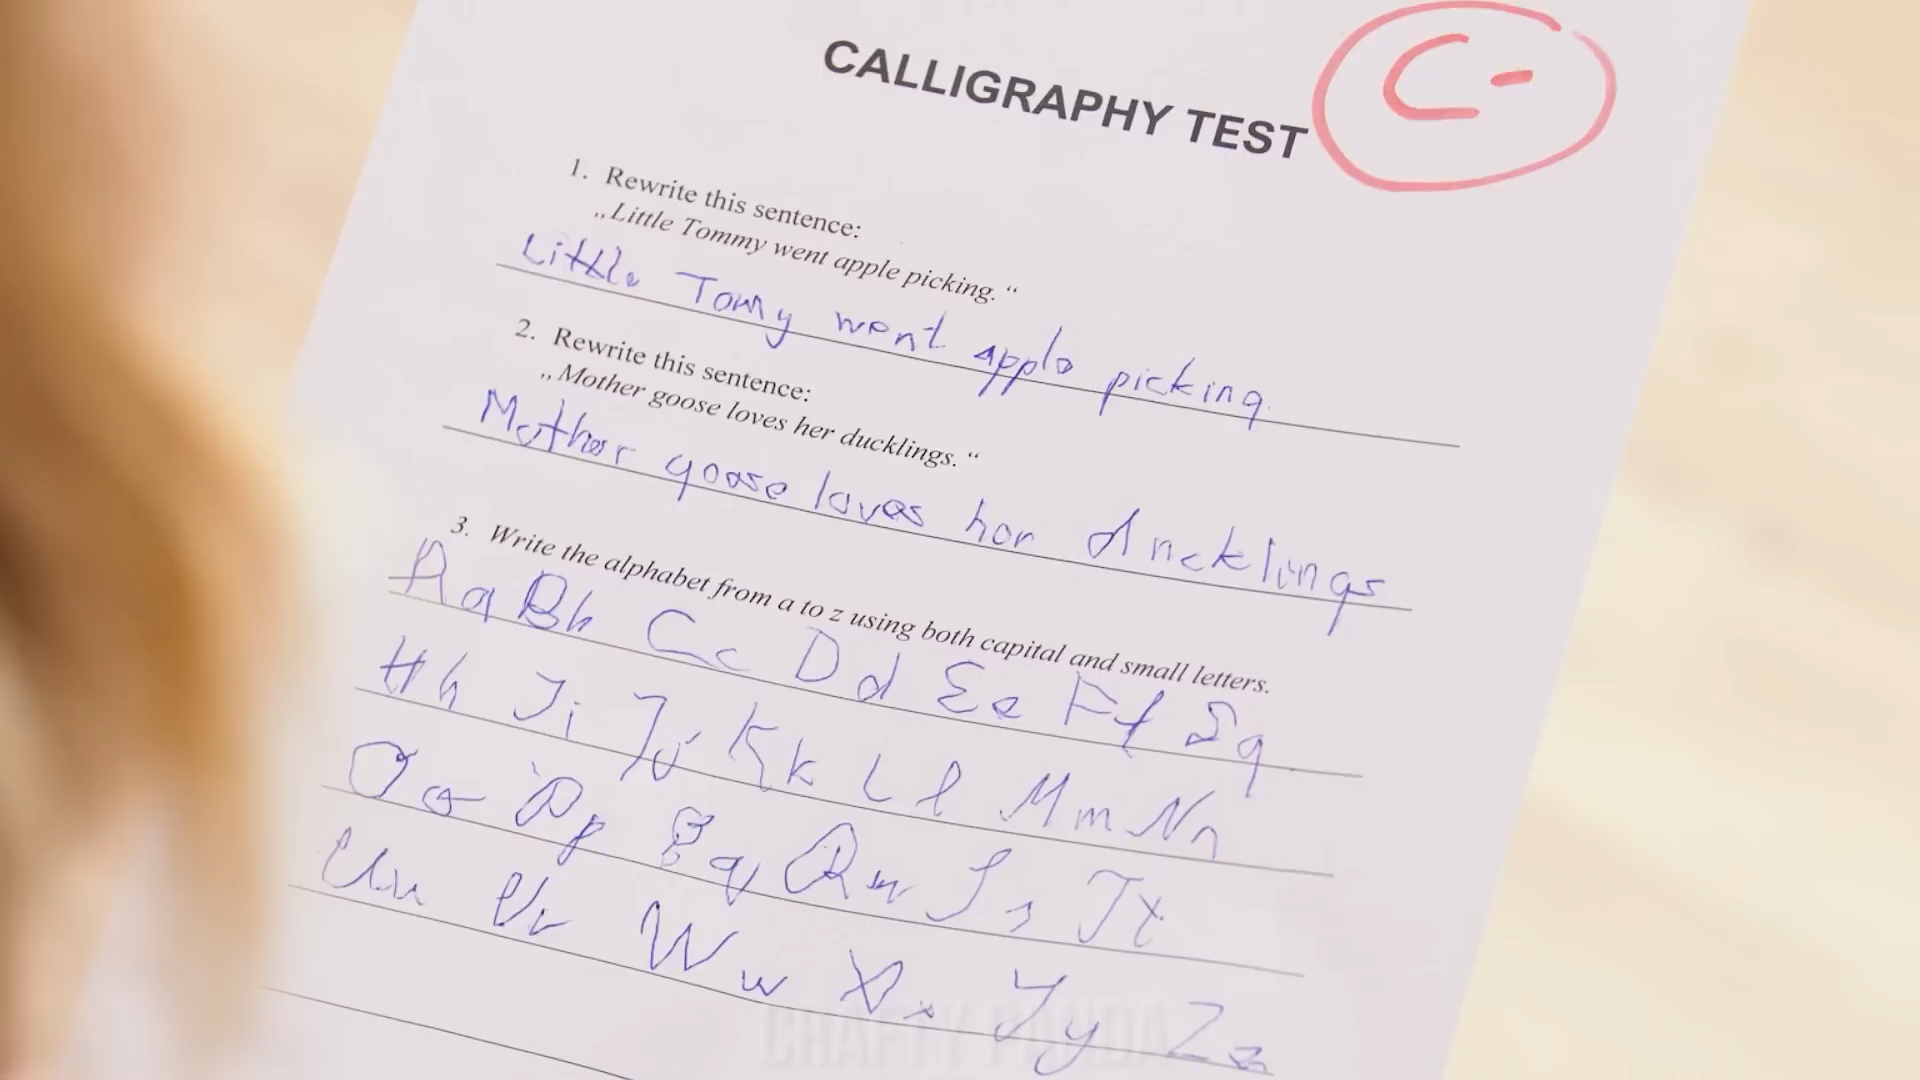 CALLIGRAPHY TEST
C-
1. Rewrite this sentence:
„Little Tommy went apple picking. “
Little Tomy went apple picking.
2. Rewrite this sentence:
„Mother goose loves her ducklings. “
Mother goose loves her ducklings
3. Write the alphabet from a to z using both capital and small letters.
Aa Bb Cc Dd Ee Ff Gg
Hh Ii Jj Kk Ll Mm Nn
Oo Pp Qq Rr Ss Tt
Uu Vv Ww Xx Yy Zz
CRAFTY PANDA